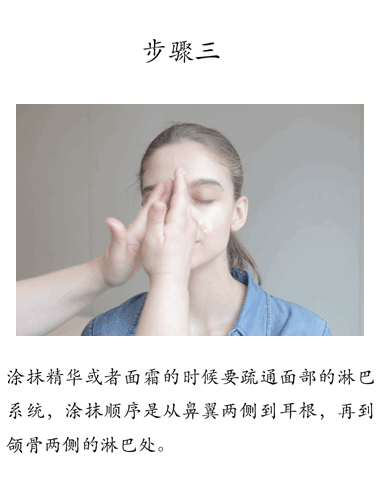 步骤三
涂抹精华或者面霜的时候要疏通面部的淋巴
系统，涂抹顺序是从鼻翼两侧到耳根，再到
颌骨两侧的淋巴处。